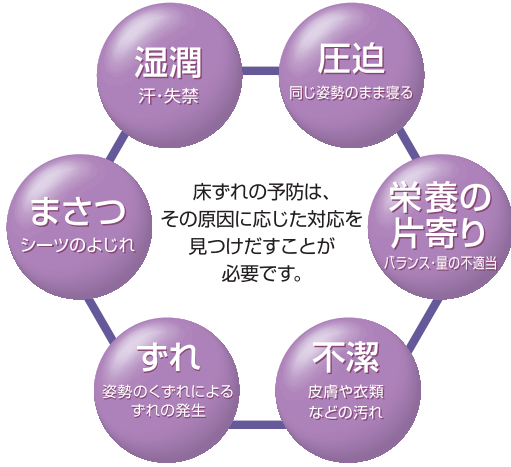 湿潤
汗・失禁
圧迫
同じ姿勢のまま寝る
まさつ
シーツのよじれ
床ずれの予防は、
その原因に応じた対応を
見つけだすことが
必要です。
栄養の
片寄り
バランス・量の不適当
ずれ
姿勢のくずれによる
ずれの発生
不潔
皮膚や衣類
などの汚れ